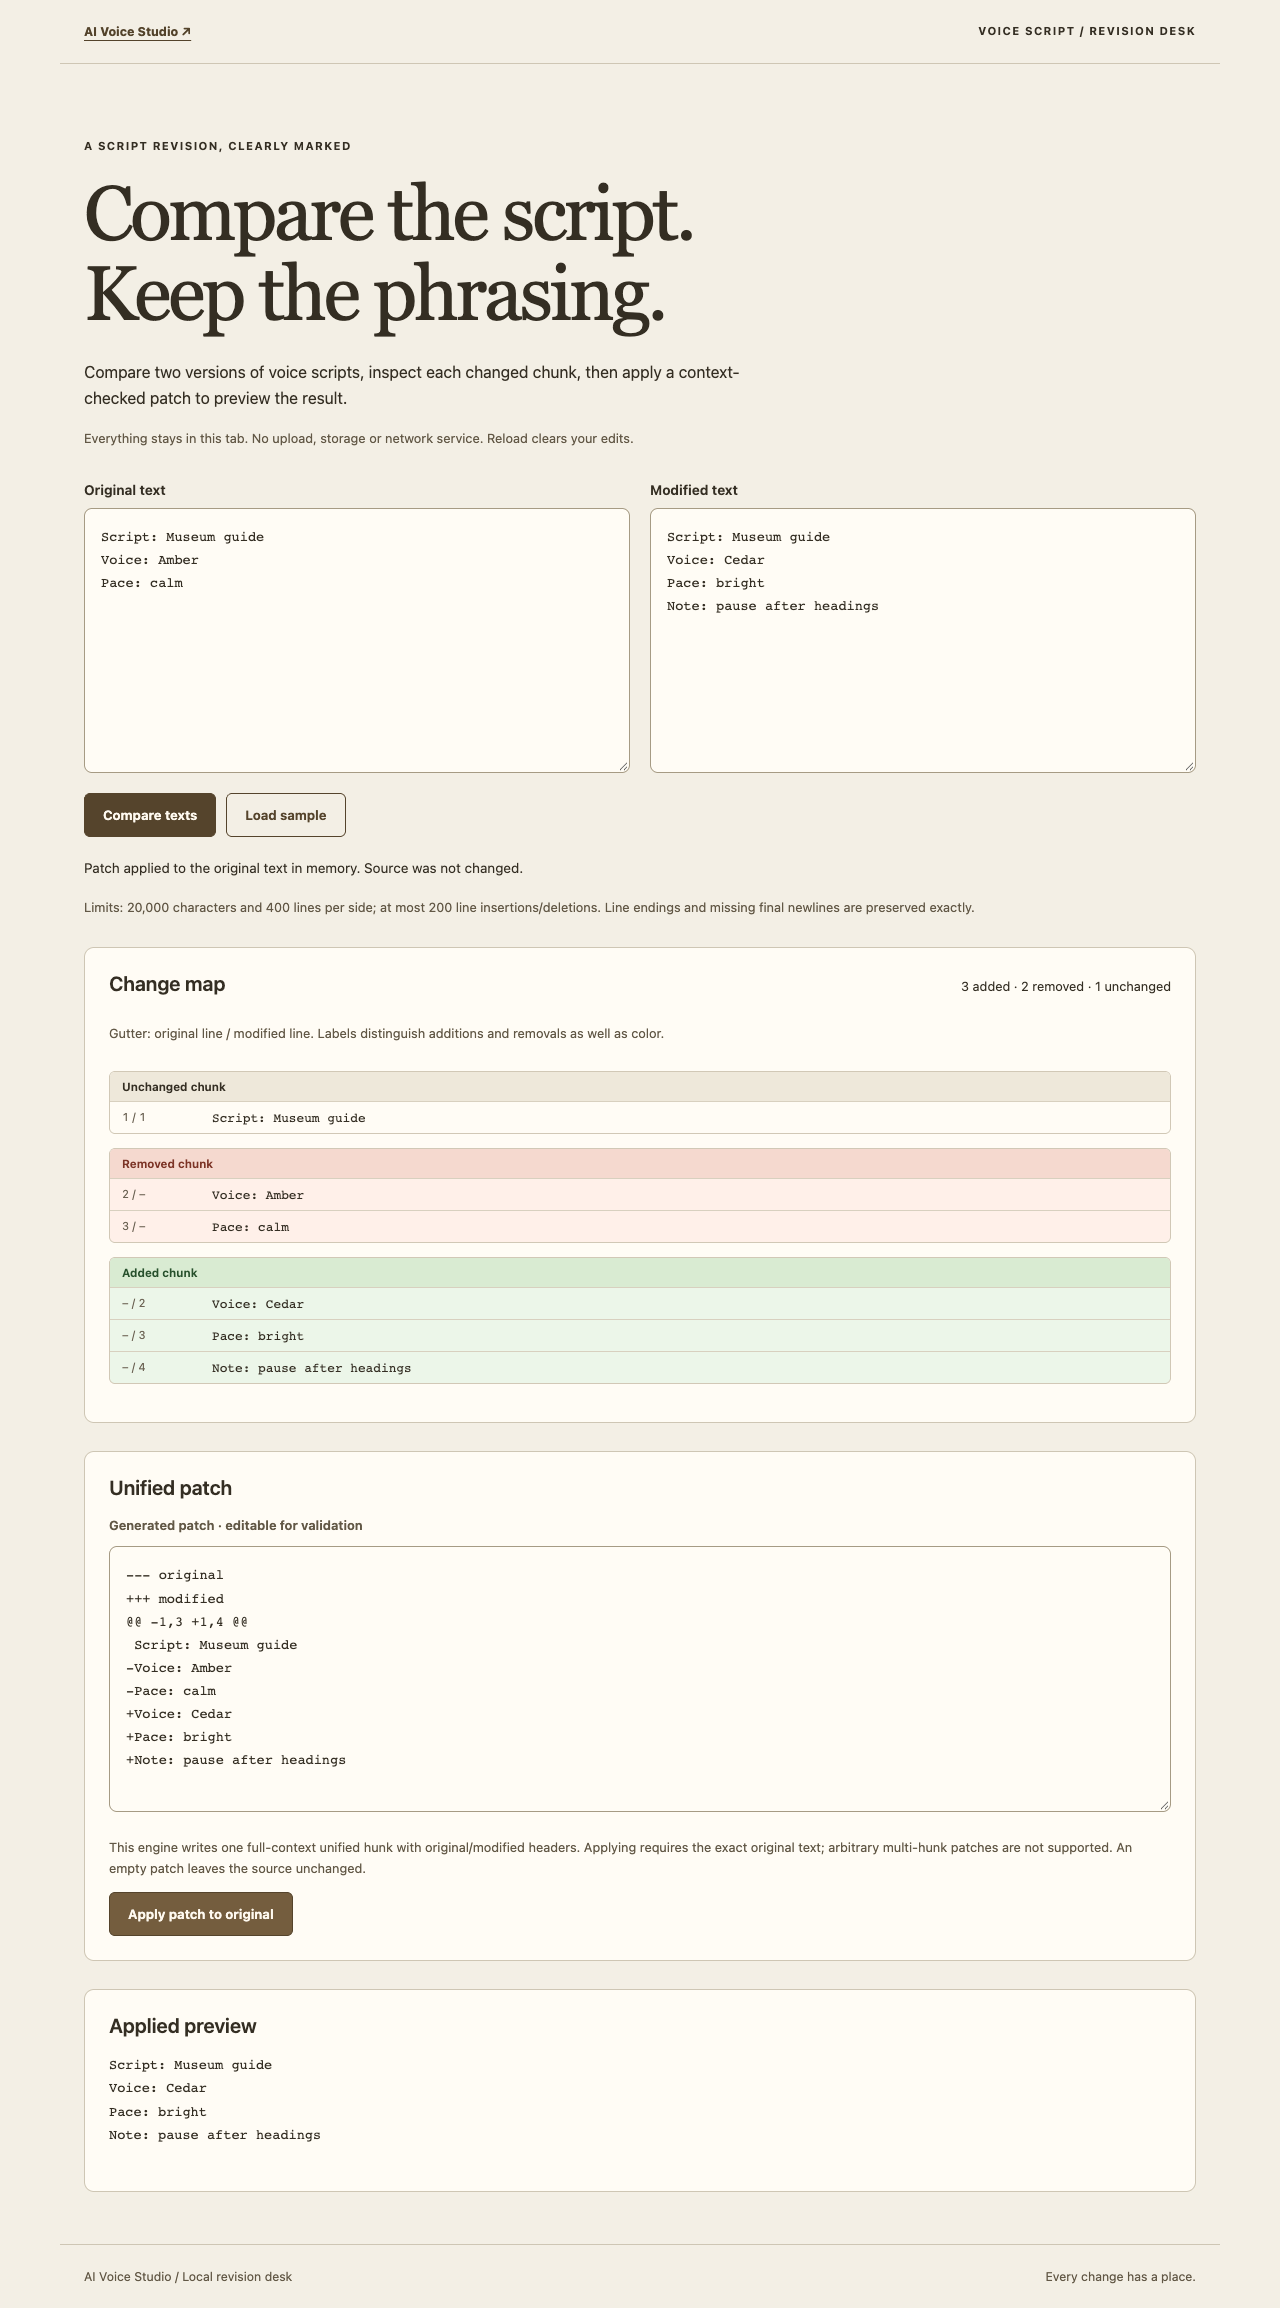 AI Voice Studio ↗
VOICE SCRIPT / REVISION DESK
A SCRIPT REVISION, CLEARLY MARKED
Compare the script.
Keep the phrasing.
Compare two versions of voice scripts, inspect each changed chunk, then apply a context-
checked patch to preview the result.
Everything stays in this tab. No upload, storage or network service. Reload clears your edits.
Original text
Script: Museum guide
Voice: Amber
Pace: calm
Modified text
Script: Museum guide
Voice: Cedar
Pace: bright
Note: pause after headings
Compare texts
Load sample
Patch applied to the original text in memory. Source was not changed.
Limits: 20,000 characters and 400 lines per side; at most 200 line insertions/deletions. Line endings and missing final newlines are preserved exactly.
Change map
3 added · 2 removed · 1 unchanged
Gutter: original line / modified line. Labels distinguish additions and removals as well as color.
Unchanged chunk
1 / 1 Script: Museum guide
Removed chunk
2 / – Voice: Amber
3 / – Pace: calm
Added chunk
– / 2 Voice: Cedar
– / 3 Pace: bright
– / 4 Note: pause after headings
Unified patch
Generated patch · editable for validation
--- original
+++ modified
@@ -1,3 +1,4 @@
 Script: Museum guide
-Voice: Amber
-Pace: calm
+Voice: Cedar
+Pace: bright
+Note: pause after headings
This engine writes one full-context unified hunk with original/modified headers. Applying requires the exact original text; arbitrary multi-hunk patches are not supported. An
empty patch leaves the source unchanged.
Apply patch to original
Applied preview
Script: Museum guide
Voice: Cedar
Pace: bright
Note: pause after headings
AI Voice Studio / Local revision desk
Every change has a place.